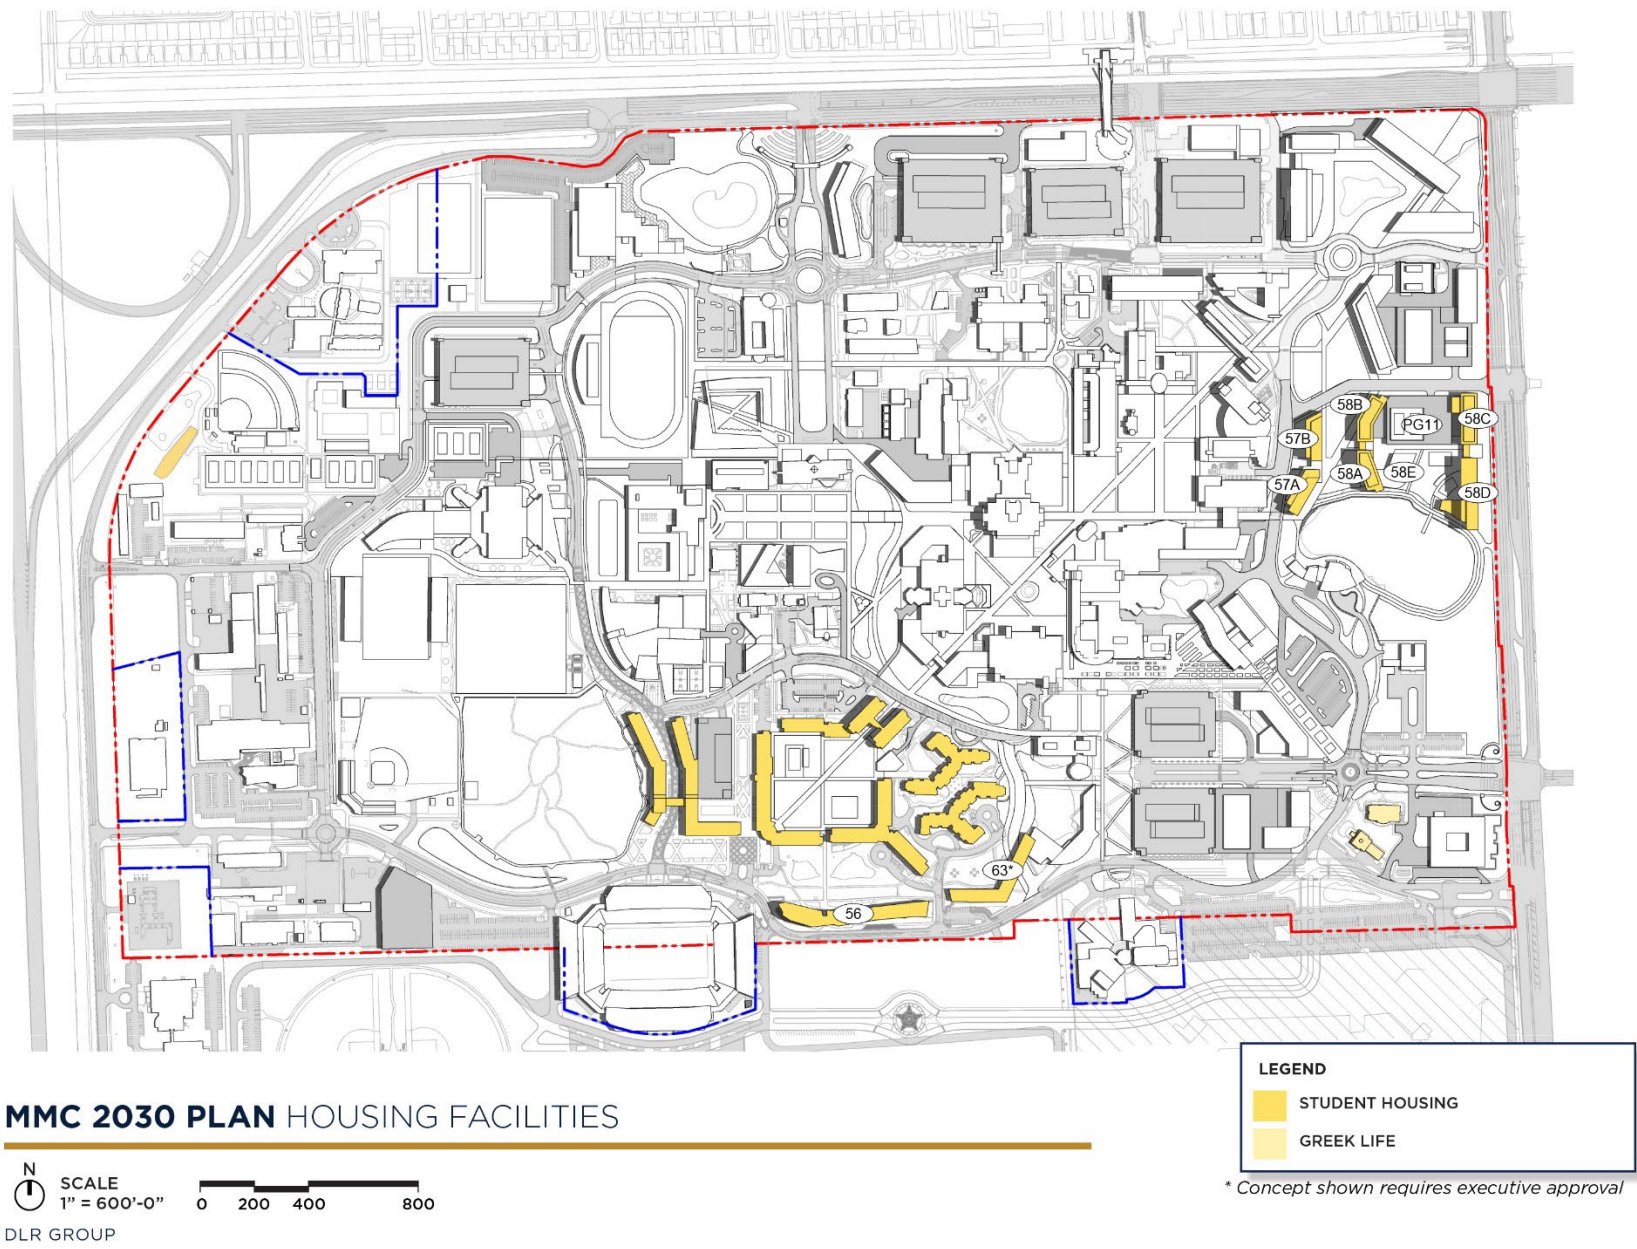 58B
58C
PG11
57B
58A
58E
57A
58D
63*
56
LEGEND
STUDENT HOUSING
GREEK LIFE
* Concept shown requires executive approval
MMC 2030 PLAN HOUSING FACILITIES
N
SCALE
1" = 600'-0"
0 200 400 800
DLR GROUP